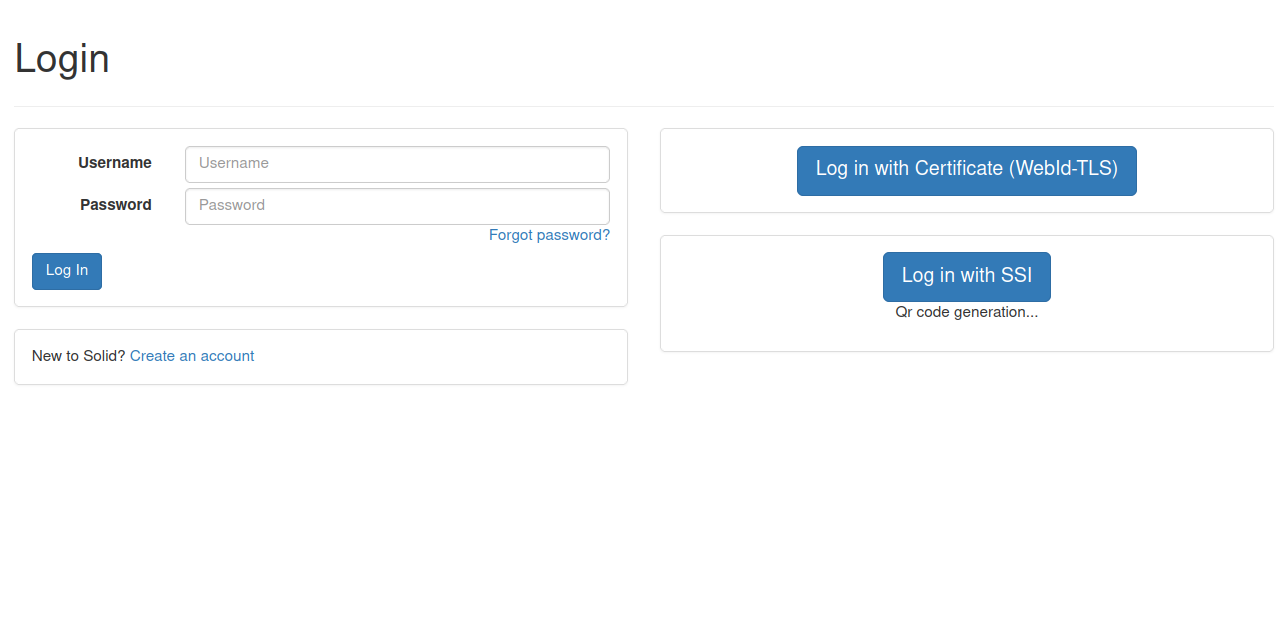 Login
Username
Username
Password
Password
Forgot password?
Log In
New to Solid? Create an account
Log in with Certificate (WebId-TLS)
Log in with SSI
Qr code generation...